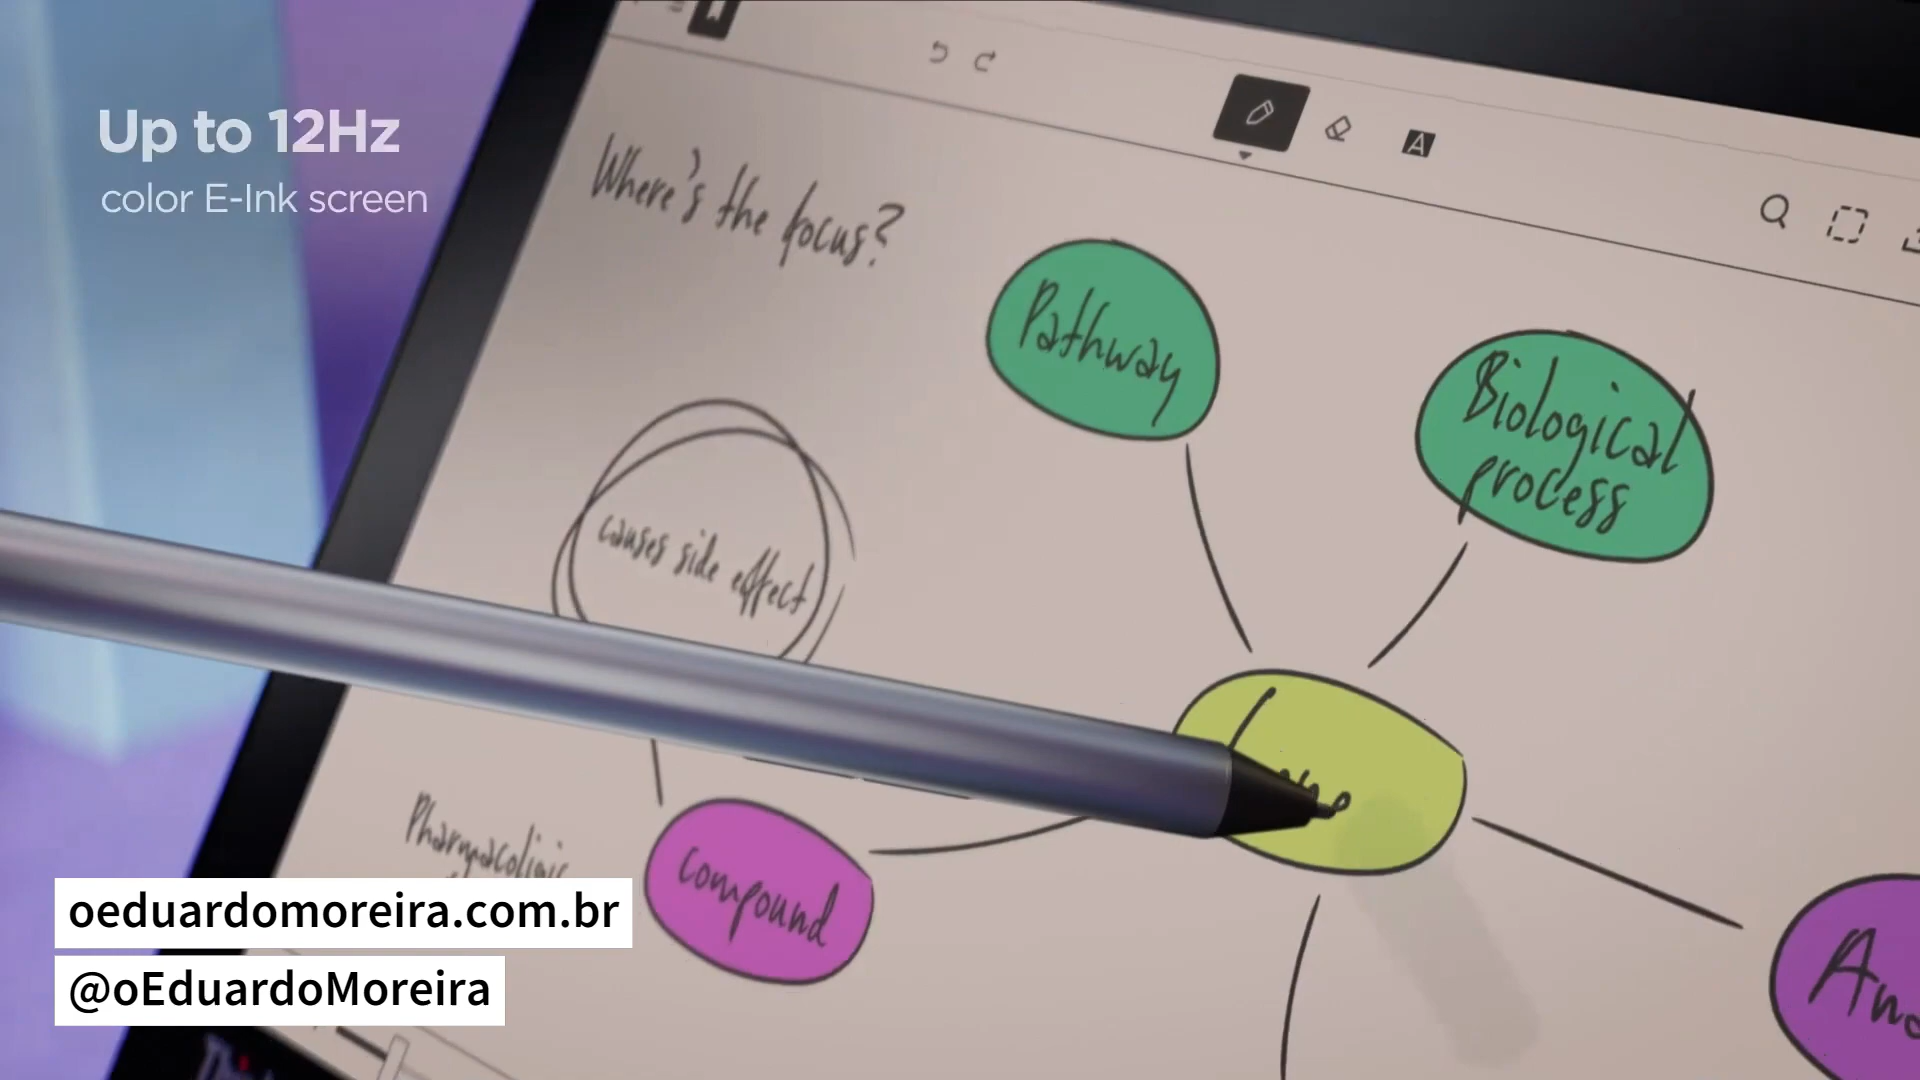 Up to 12Hz
color E-Ink screen
Where's the focus?
A
Pathway
Biological
process
causes side effect
compound
oeduardomoreira.com.br
@oEduardoMoreira